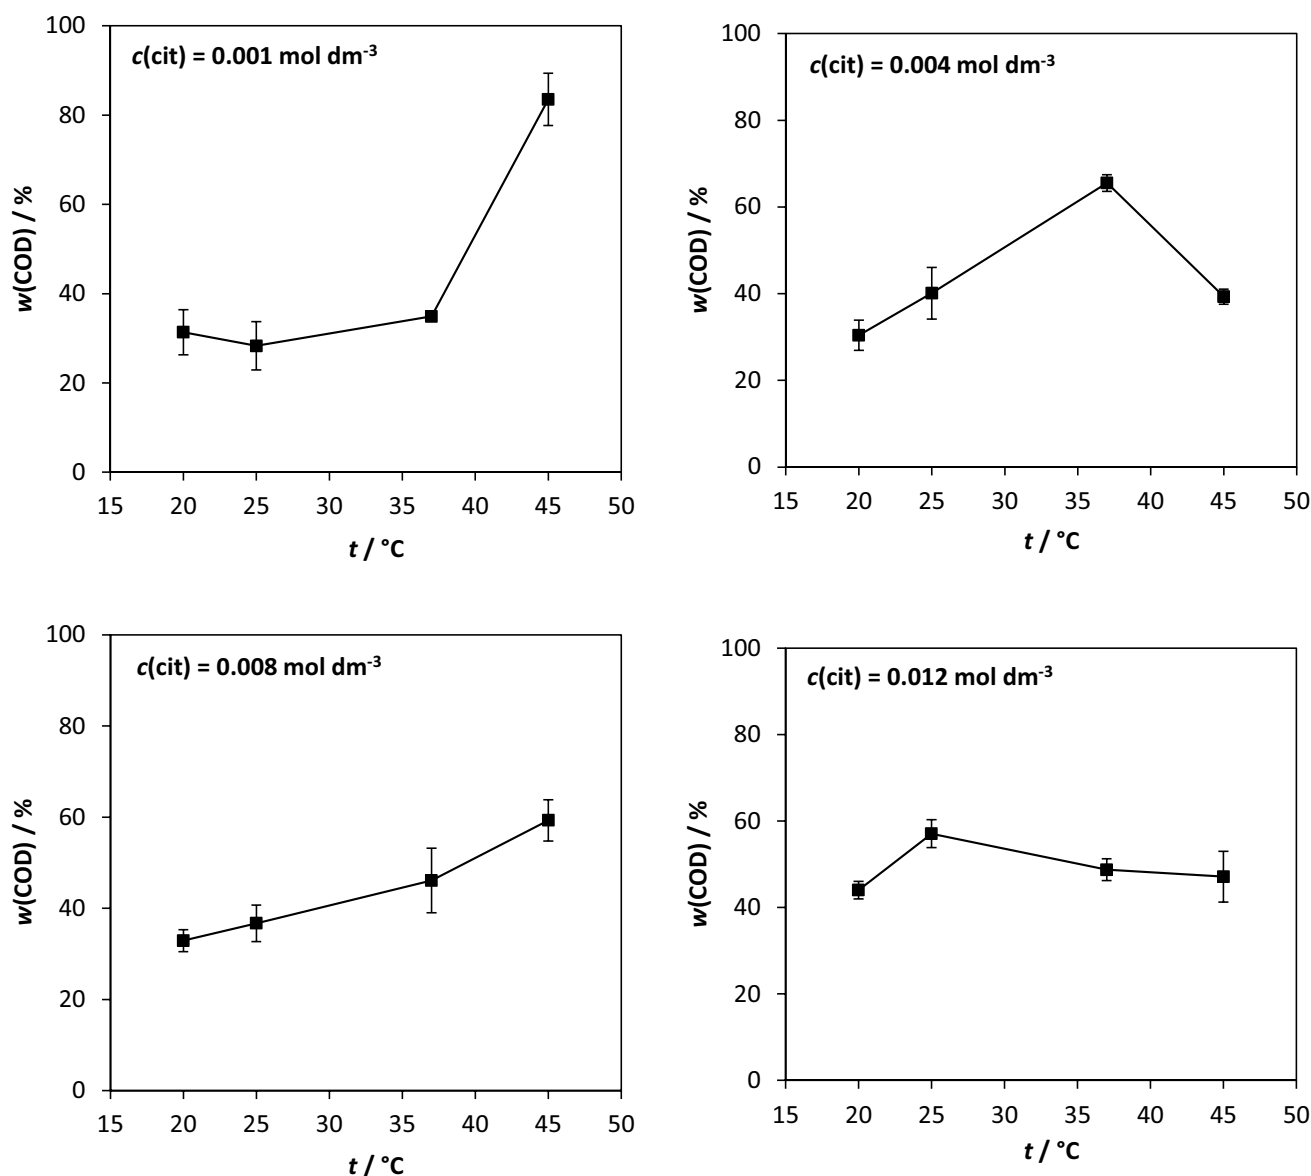 c(cit) = 0.001 mol dm⁻³
100
80
60
40
20
0
w(COD) / %
15 20 25 30 35 40 45 50
t / °C
c(cit) = 0.004 mol dm⁻³
100
80
60
40
20
0
w(COD) / %
15 20 25 30 35 40 45 50
t / °C
c(cit) = 0.008 mol dm⁻³
100
80
60
40
20
0
w(COD) / %
15 20 25 30 35 40 45 50
t / °C
c(cit) = 0.012 mol dm⁻³
100
80
60
40
20
0
w(COD) / %
15 20 25 30 35 40 45 50
t / °C